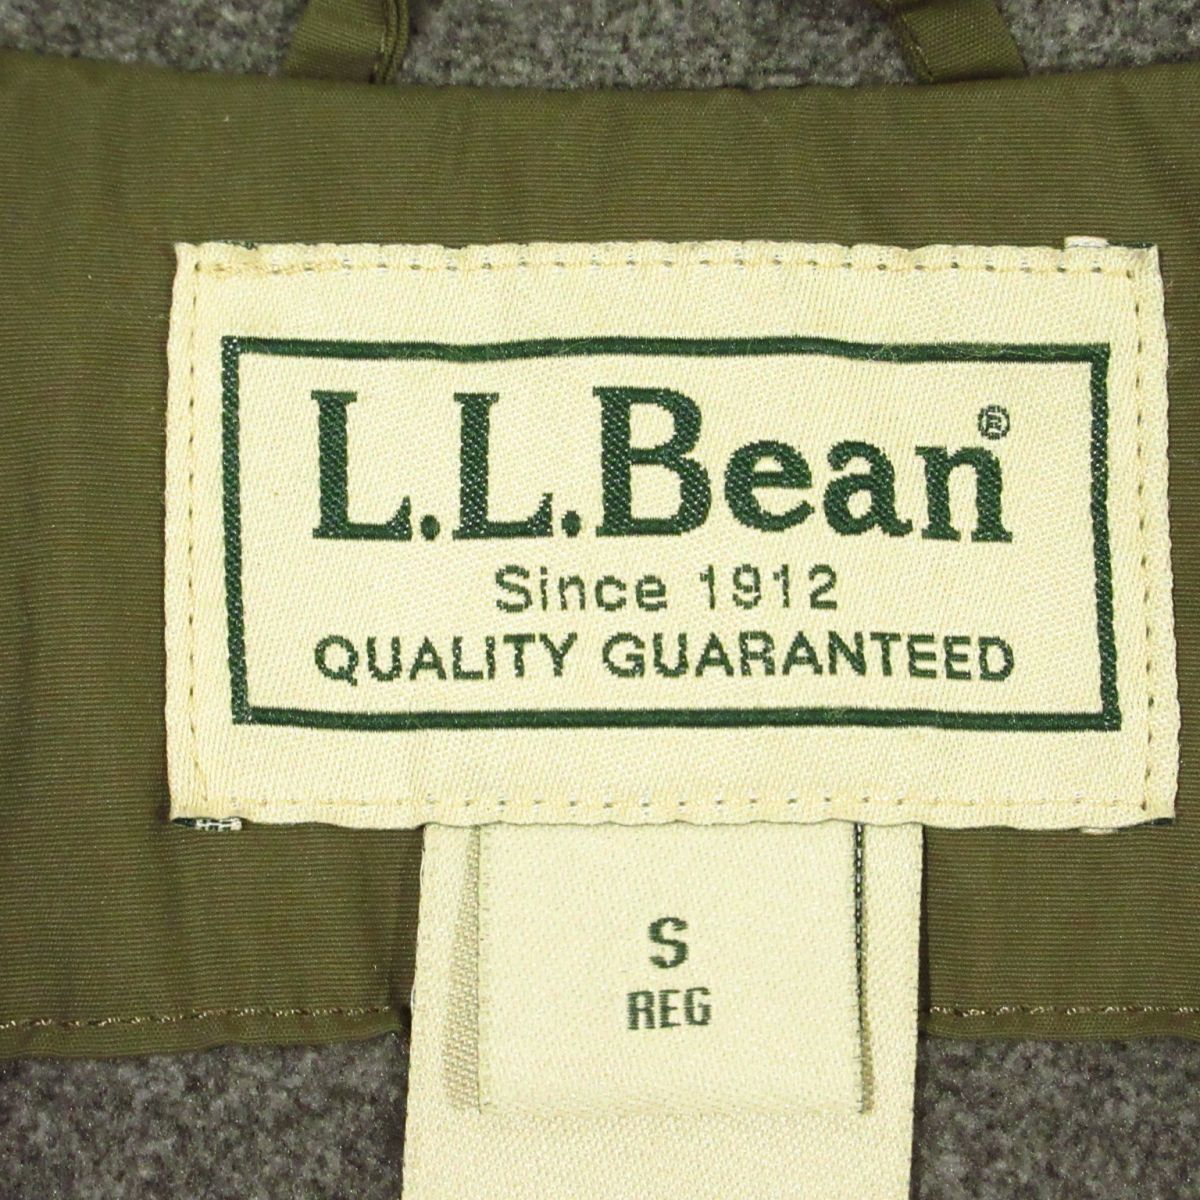 L.L.Bean®
Since 1912
QUALITY GUARANTEED
S
REG